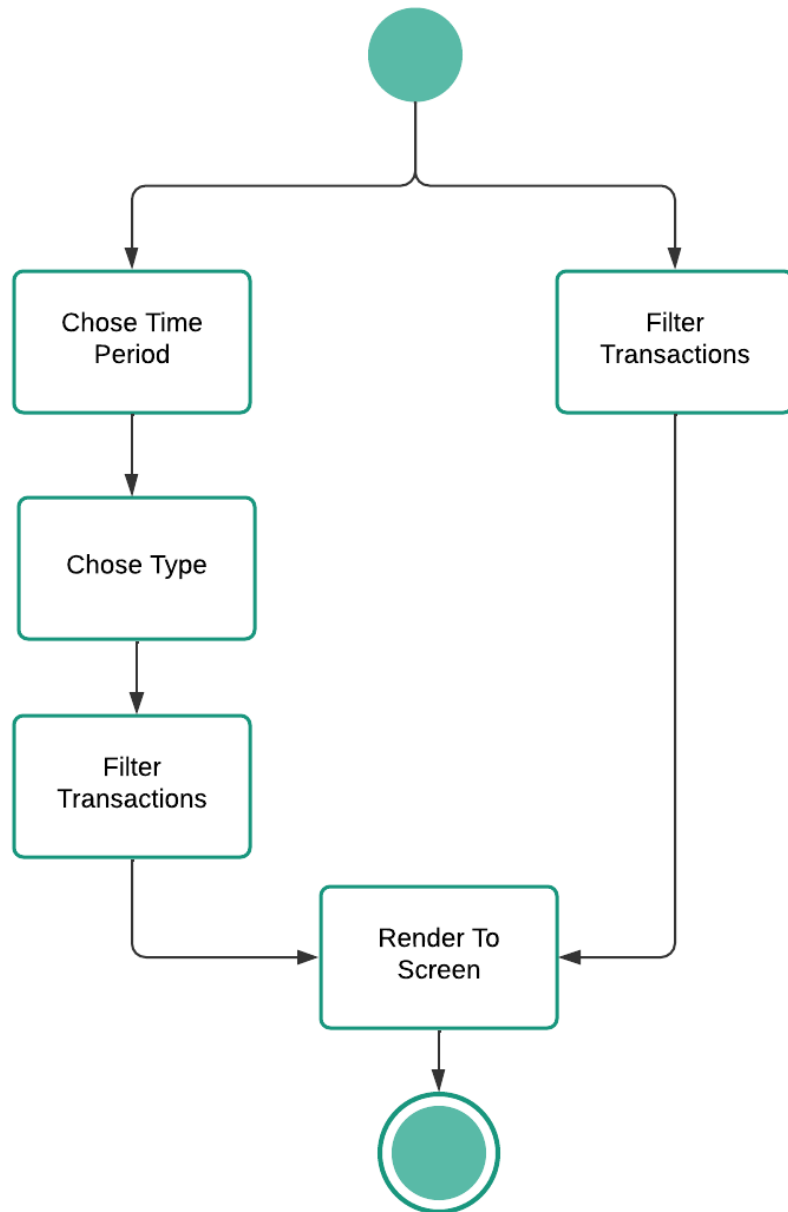 Chose Time
Period
Filter
Transactions
Chose Type
Filter
Transactions
Render To
Screen